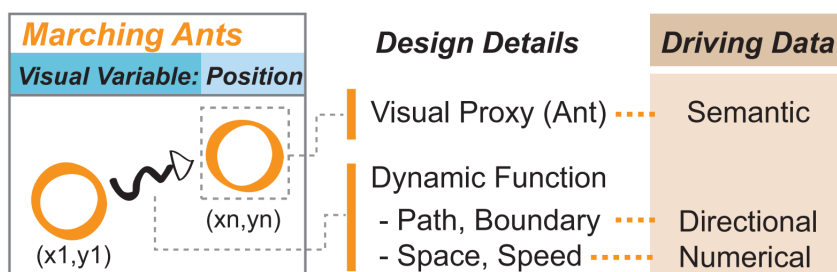 Marching Ants
Visual Variable: Position
(x1,y1)
(xn,yn)
Design Details
Driving Data
Visual Proxy (Ant)
Semantic
Dynamic Function
- Path, Boundary
Directional
- Space, Speed
Numerical